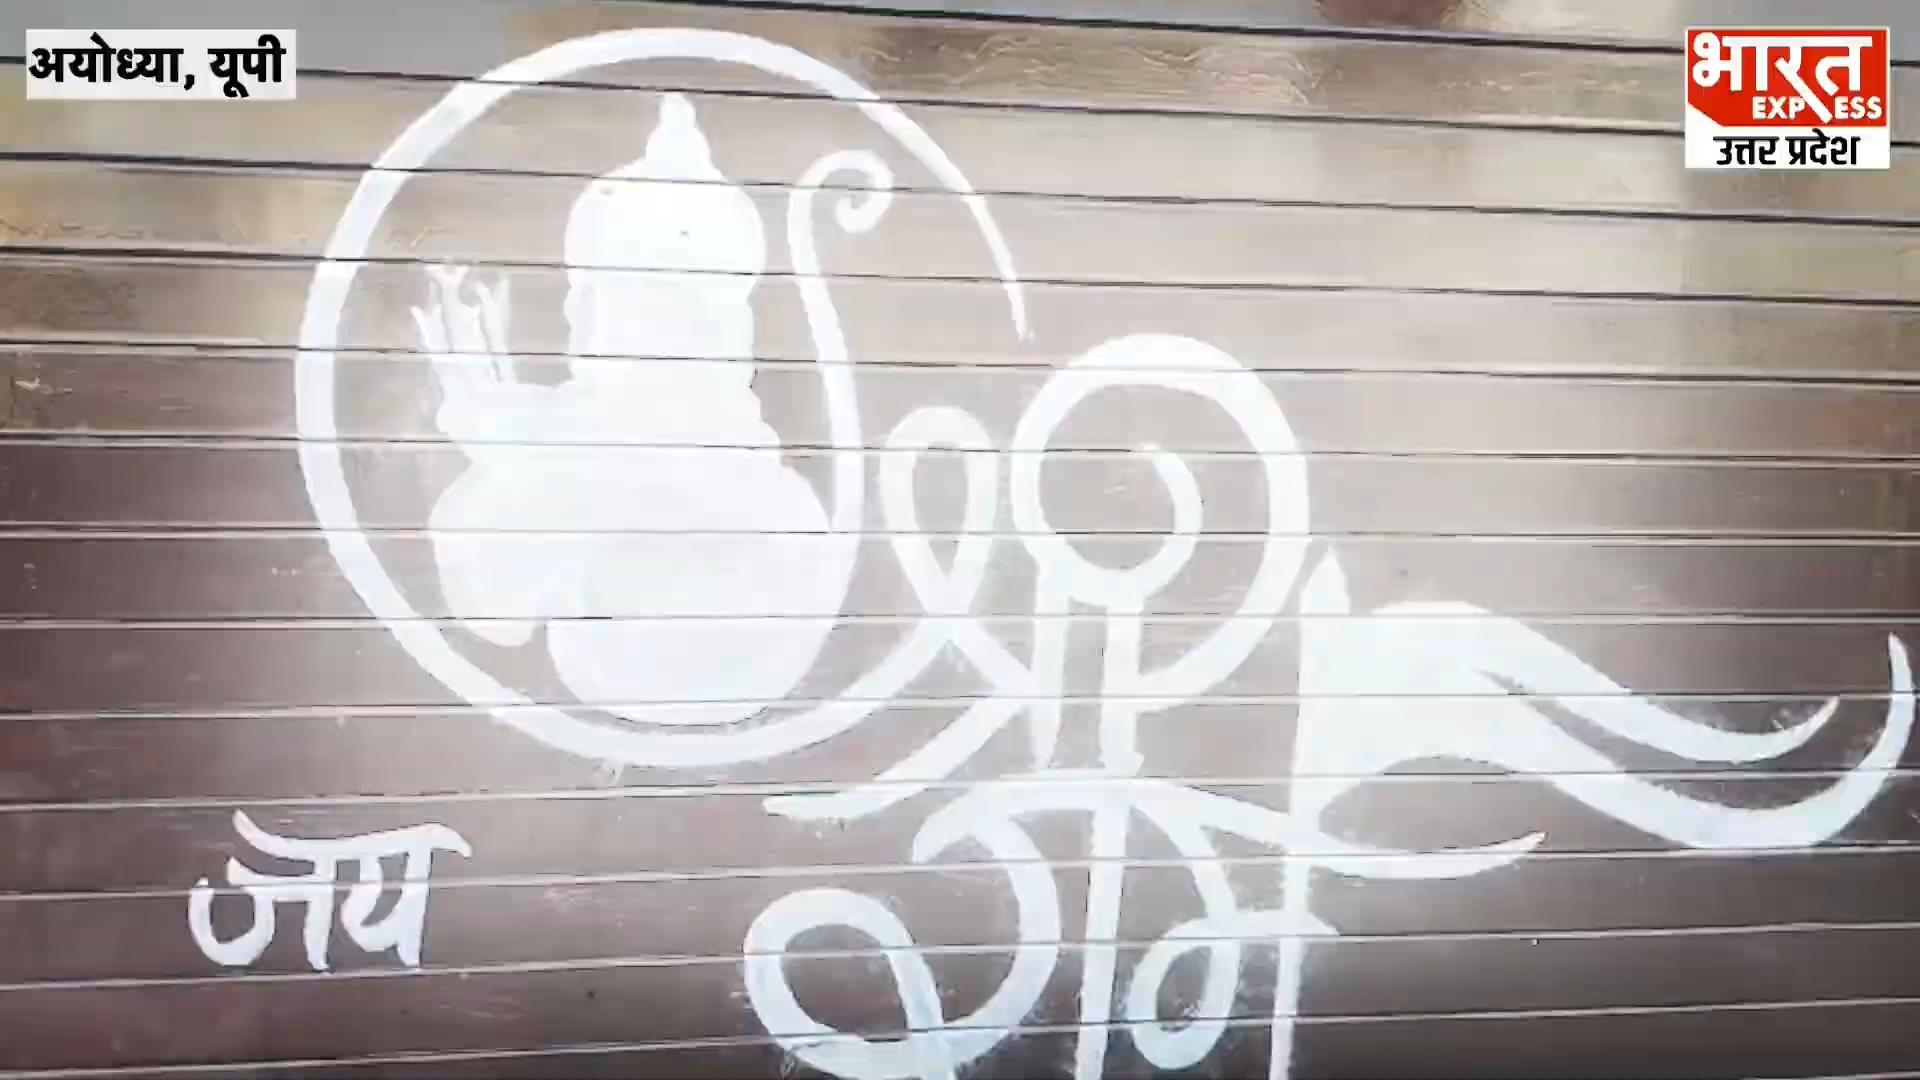 अयोध्या, यूपी
भारत
EXPRESS
उत्तर प्रदेश
जय
श्री
राम